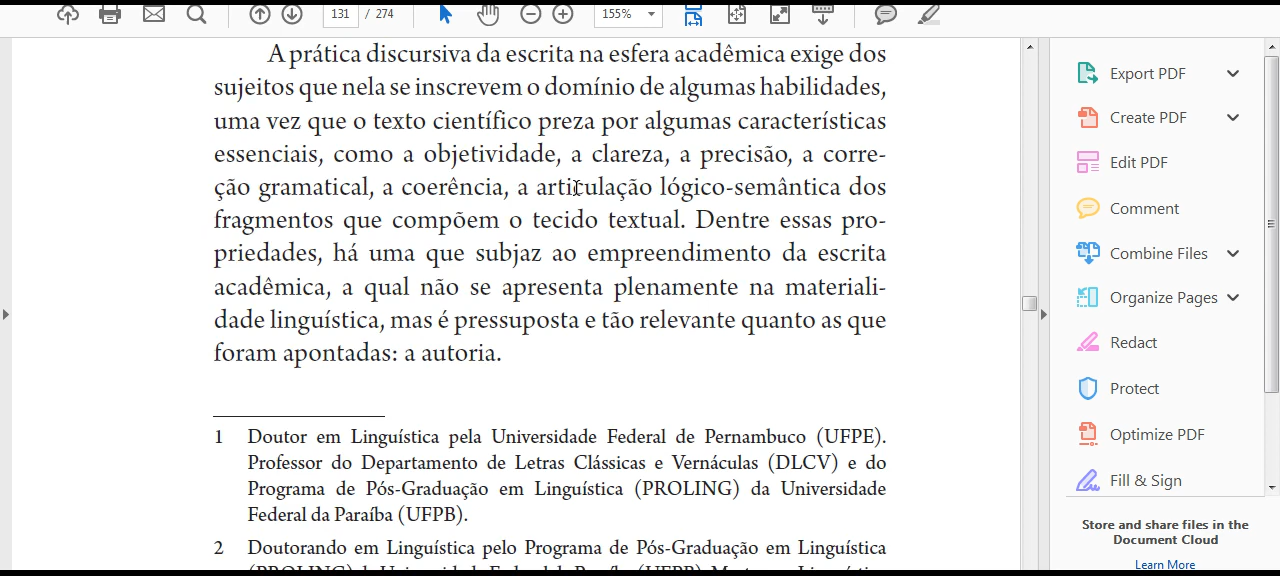 131 / 274
155%
A prática discursiva da escrita na esfera acadêmica exige dos
sujeitos que nela se inscrevem o domínio de algumas habilidades,
uma vez que o texto científico preza por algumas características
essenciais, como a objetividade, a clareza, a precisão, a corre-
ção gramatical, a coerência, a articulação lógico-semântica dos
fragmentos que compõem o tecido textual. Dentre essas pro-
priedades, há uma que subjaz ao empreendimento da escrita
acadêmica, a qual não se apresenta plenamente na materiali-
dade linguística, mas é pressuposta e tão relevante quanto as que
foram apontadas: a autoria.
1 Doutor em Linguística pela Universidade Federal de Pernambuco (UFPE).
Professor do Departamento de Letras Clássicas e Vernáculas (DLCV) e do
Programa de Pós-Graduação em Linguística (PROLING) da Universidade
Federal da Paraíba (UFPB).
2 Doutorando em Linguística pelo Programa de Pós-Graduação em Linguística
Export PDF
Create PDF
Edit PDF
Comment
Combine Files
Organize Pages
Redact
Protect
Optimize PDF
Fill & Sign
Store and share files in the
Document Cloud
Learn More